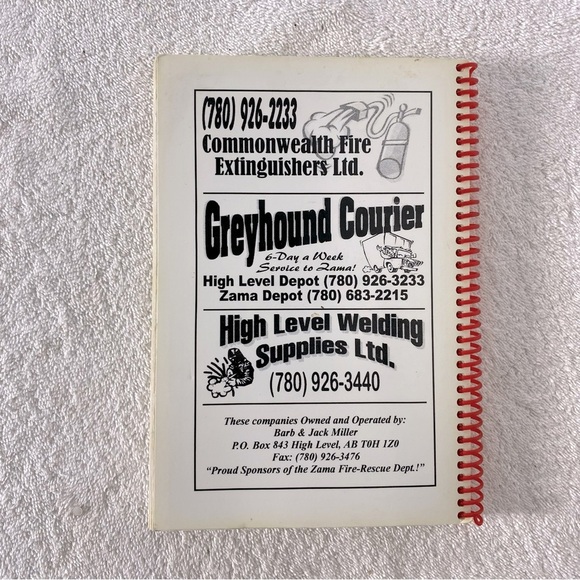 (780) 926-2233
Commonwealth Fire
Extinguishers Ltd.
Greyhound Courier
6-Day a Week
Service to Zama!
High Level Depot (780) 926-3233
Zama Depot (780) 683-2215
High Level Welding
Supplies Ltd.
(780) 926-3440
These companies Owned and Operated by:
Barb & Jack Miller
P.O. Box 843 High Level, AB T0H 1Z0
Fax: (780) 926-3476
"Proud Sponsors of the Zama Fire-Rescue Dept.!"